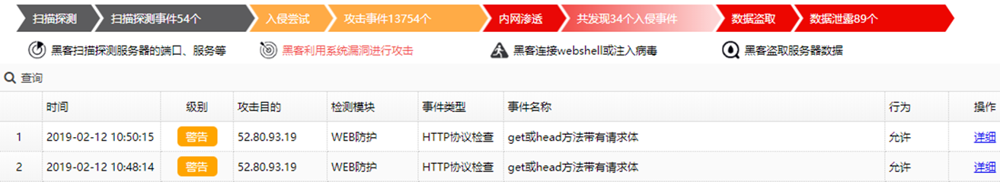 扫描探测 扫描探测事件54个 入侵尝试 攻击事件13754个 内网渗透 共发现34个入侵事件 数据盗取 数据泄露89个
黑客扫描探测服务器的端口、服务等 黑客利用系统漏洞进行攻击 黑客连接webshell或注入病毒 黑客盗取服务器数据
查询
时间 级别 攻击目的 检测模块 事件类型 事件名称 行为 操作
1 2019-02-12 10:50:15 警告 52.80.93.19 WEB防护 HTTP协议检查 get或head方法带有请求体 允许 详细
2 2019-02-12 10:48:14 警告 52.80.93.19 WEB防护 HTTP协议检查 get或head方法带有请求体 允许 详细